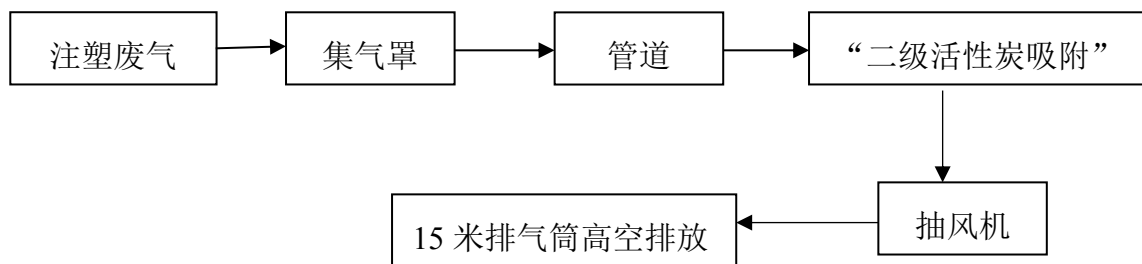 注塑废气
集气罩
管道
“二级活性炭吸附”
抽风机
15 米排气筒高空排放